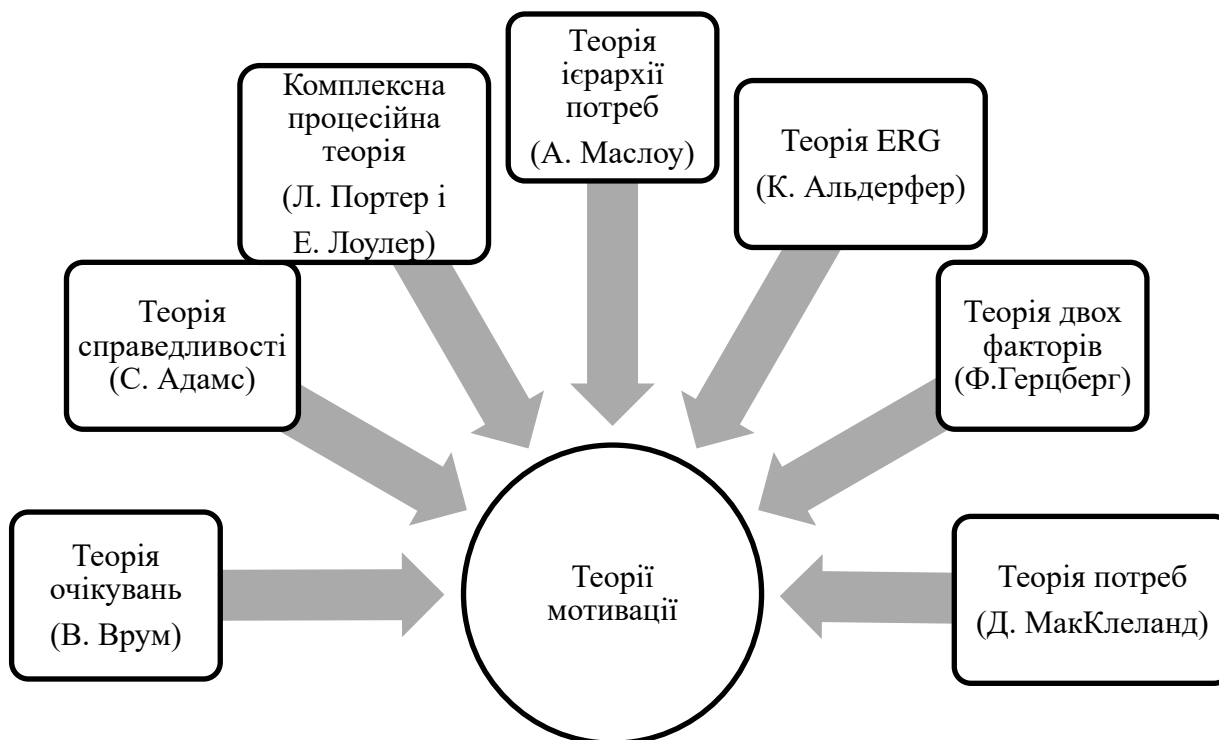 Теорія
ієрархії
потреб
(А. Маслоу)
Комплексна
процесійна
теорія
(Л. Портер і
Е. Лоулер)
Теорія ERG
(К. Альдерфер)
Теорія
справедливості
(С. Адамс)
Теорія двох
факторів
(Ф.Герцберг)
Теорія
очікувань
(В. Врум)
Теорії
мотивації
Теорія потреб
(Д. МакКлеланд)